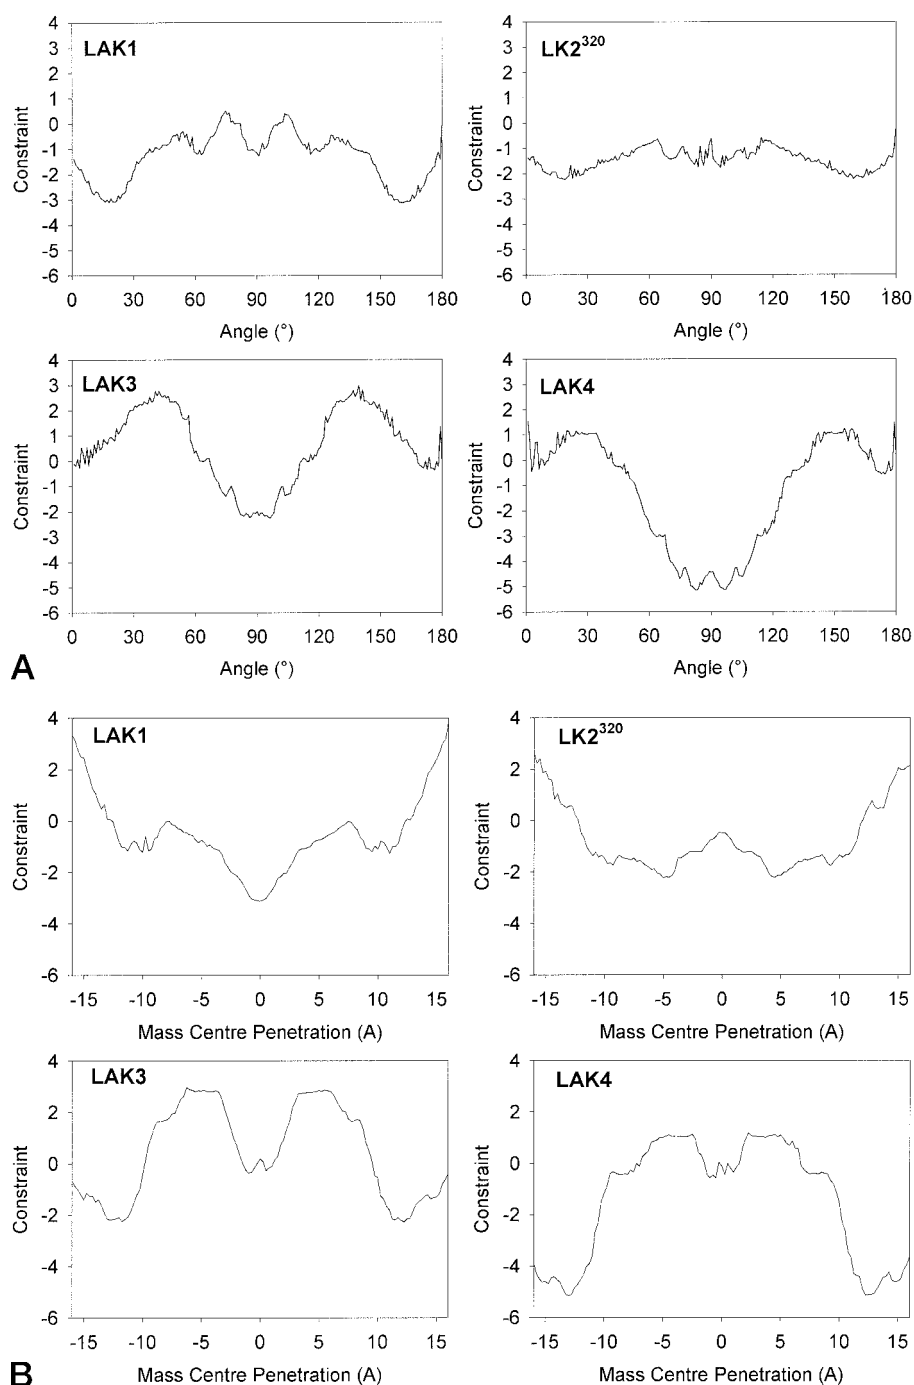 LAK1
Constraint
4
3
2
1
0
-1
-2
-3
-4
-5
-6
0 30 60 90 120 150 180
Angle (°)
LK2³²⁰
Constraint
4
3
2
1
0
-1
-2
-3
-4
-5
-6
0 30 60 90 120 150 180
Angle (°)
LAK3
Constraint
4
3
2
1
0
-1
-2
-3
-4
-5
-6
0 30 60 90 120 150 180
Angle (°)
LAK4
Constraint
4
3
2
1
0
-1
-2
-3
-4
-5
-6
0 30 60 90 120 150 180
Angle (°)
A
LAK1
Constraint
4
2
0
-2
-4
-6
-15 -10 -5 0 5 10 15
Mass Centre Penetration (A)
LK2³²⁰
Constraint
4
2
0
-2
-4
-6
-15 -10 -5 0 5 10 15
Mass Centre Penetration (A)
LAK3
Constraint
4
2
0
-2
-4
-6
-15 -10 -5 0 5 10 15
Mass Centre Penetration (A)
LAK4
Constraint
4
2
0
-2
-4
-6
-15 -10 -5 0 5 10 15
Mass Centre Penetration (A)
B